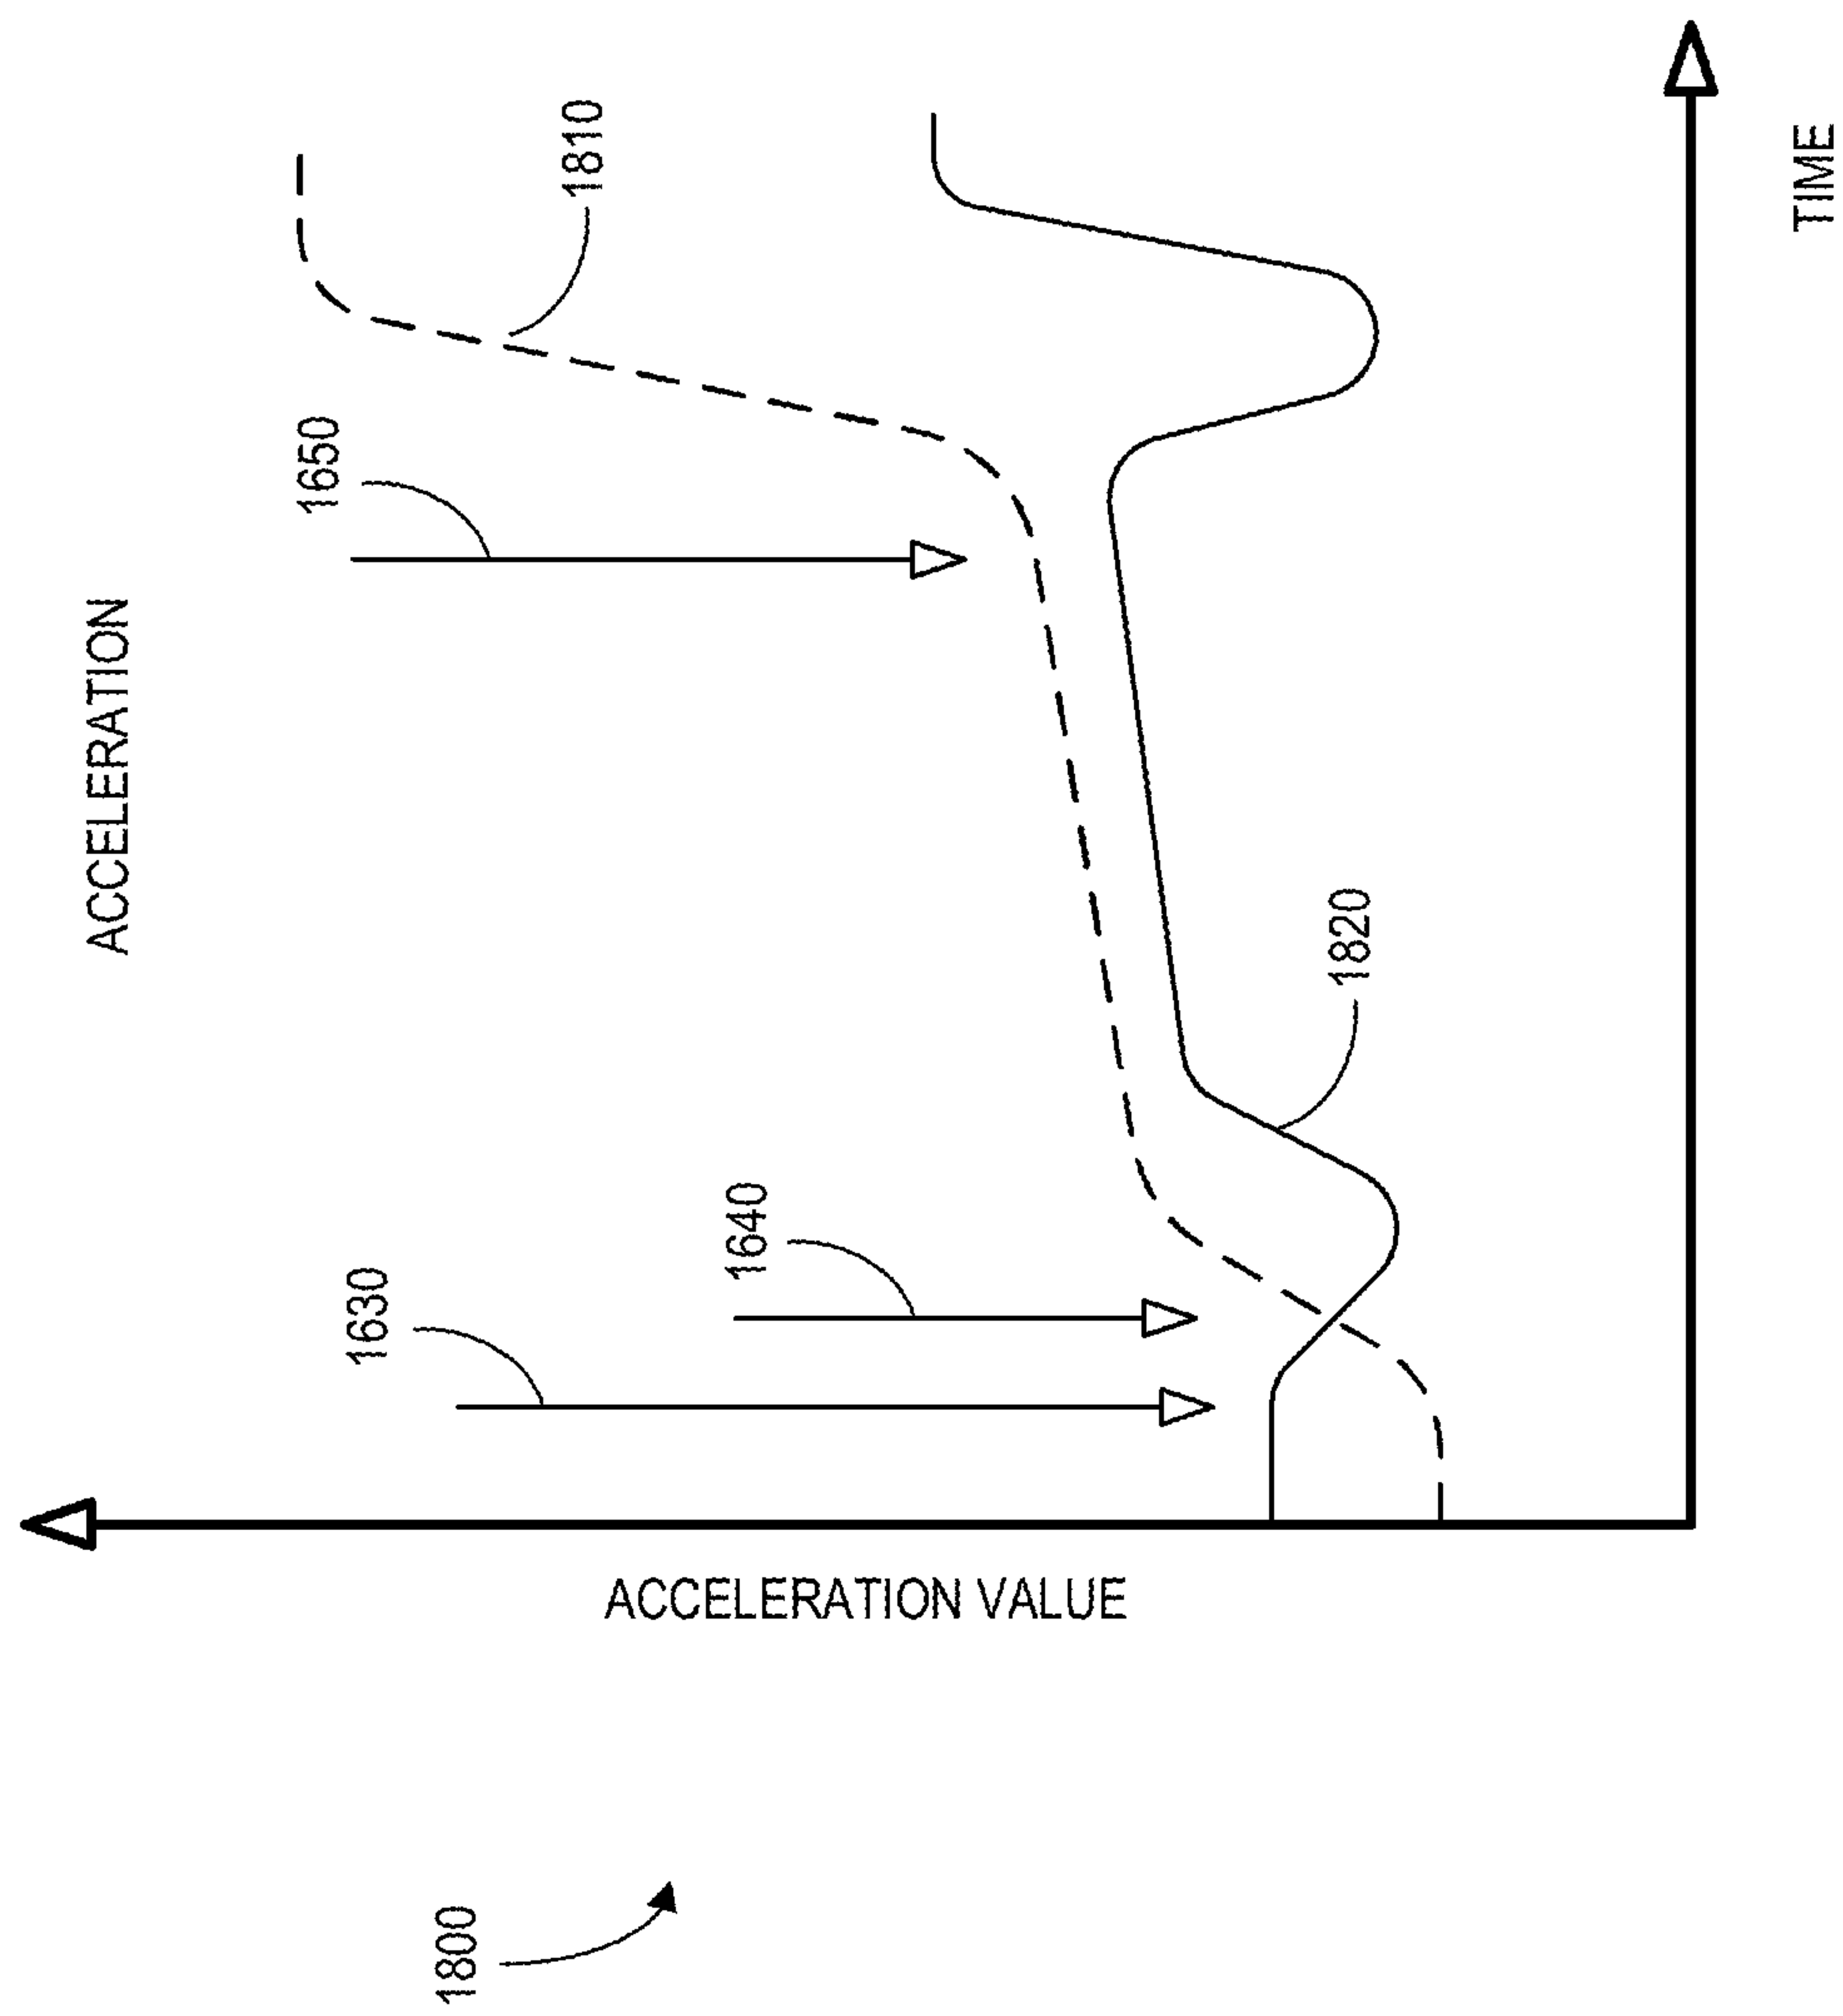 ACCELERATION
1650
1810
1630
1640
1820
ACCELERATION VALUE
TIME
1800